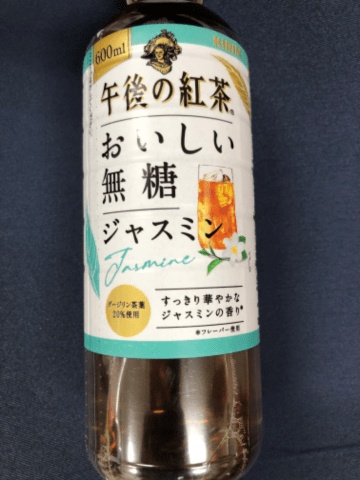 KIRIN
600ml
午後の紅茶®
おいしい
無糖
ジャスミン
Jasmine
ダージリン茶葉
20%使用
すっきり華やかな
ジャスミンの香り*
※フレーバー使用